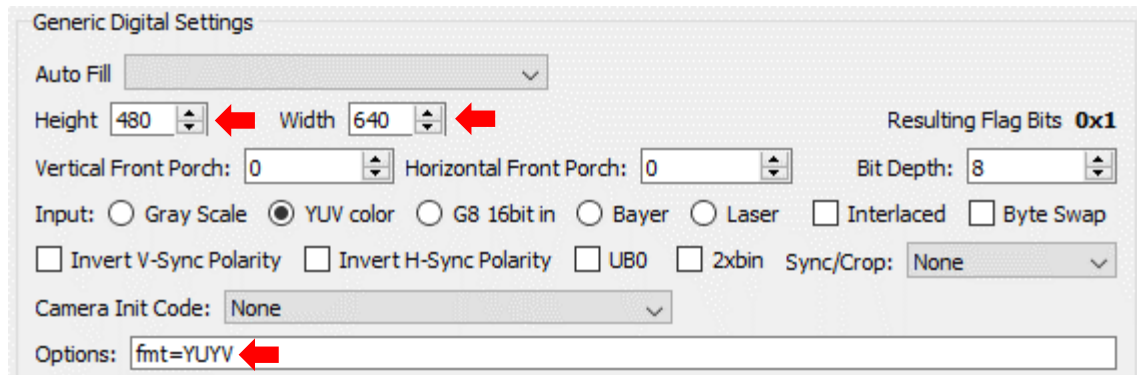 Generic Digital Settings
Auto Fill
Height 480 Width 640 Resulting Flag Bits 0x1
Vertical Front Porch: 0 Horizontal Front Porch: 0 Bit Depth: 8
Input: Gray Scale YUV color G8 16bit in Bayer Laser Interlaced Byte Swap
Invert V-Sync Polarity Invert H-Sync Polarity UB0 2xbin Sync/Crop: None
Camera Init Code: None
Options: fmt=YUYV